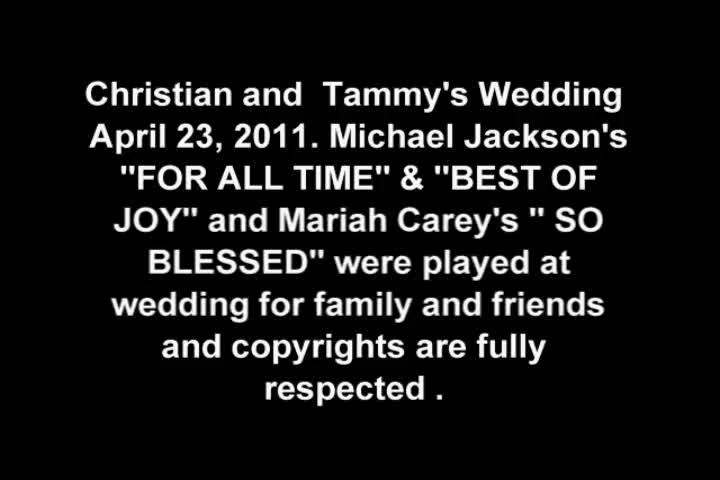 Christian and  Tammy's Wedding
April 23, 2011. Michael Jackson's
"FOR ALL TIME" & "BEST OF
JOY" and Mariah Carey's " SO
BLESSED" were played at
wedding for family and friends
and copyrights are fully
respected .